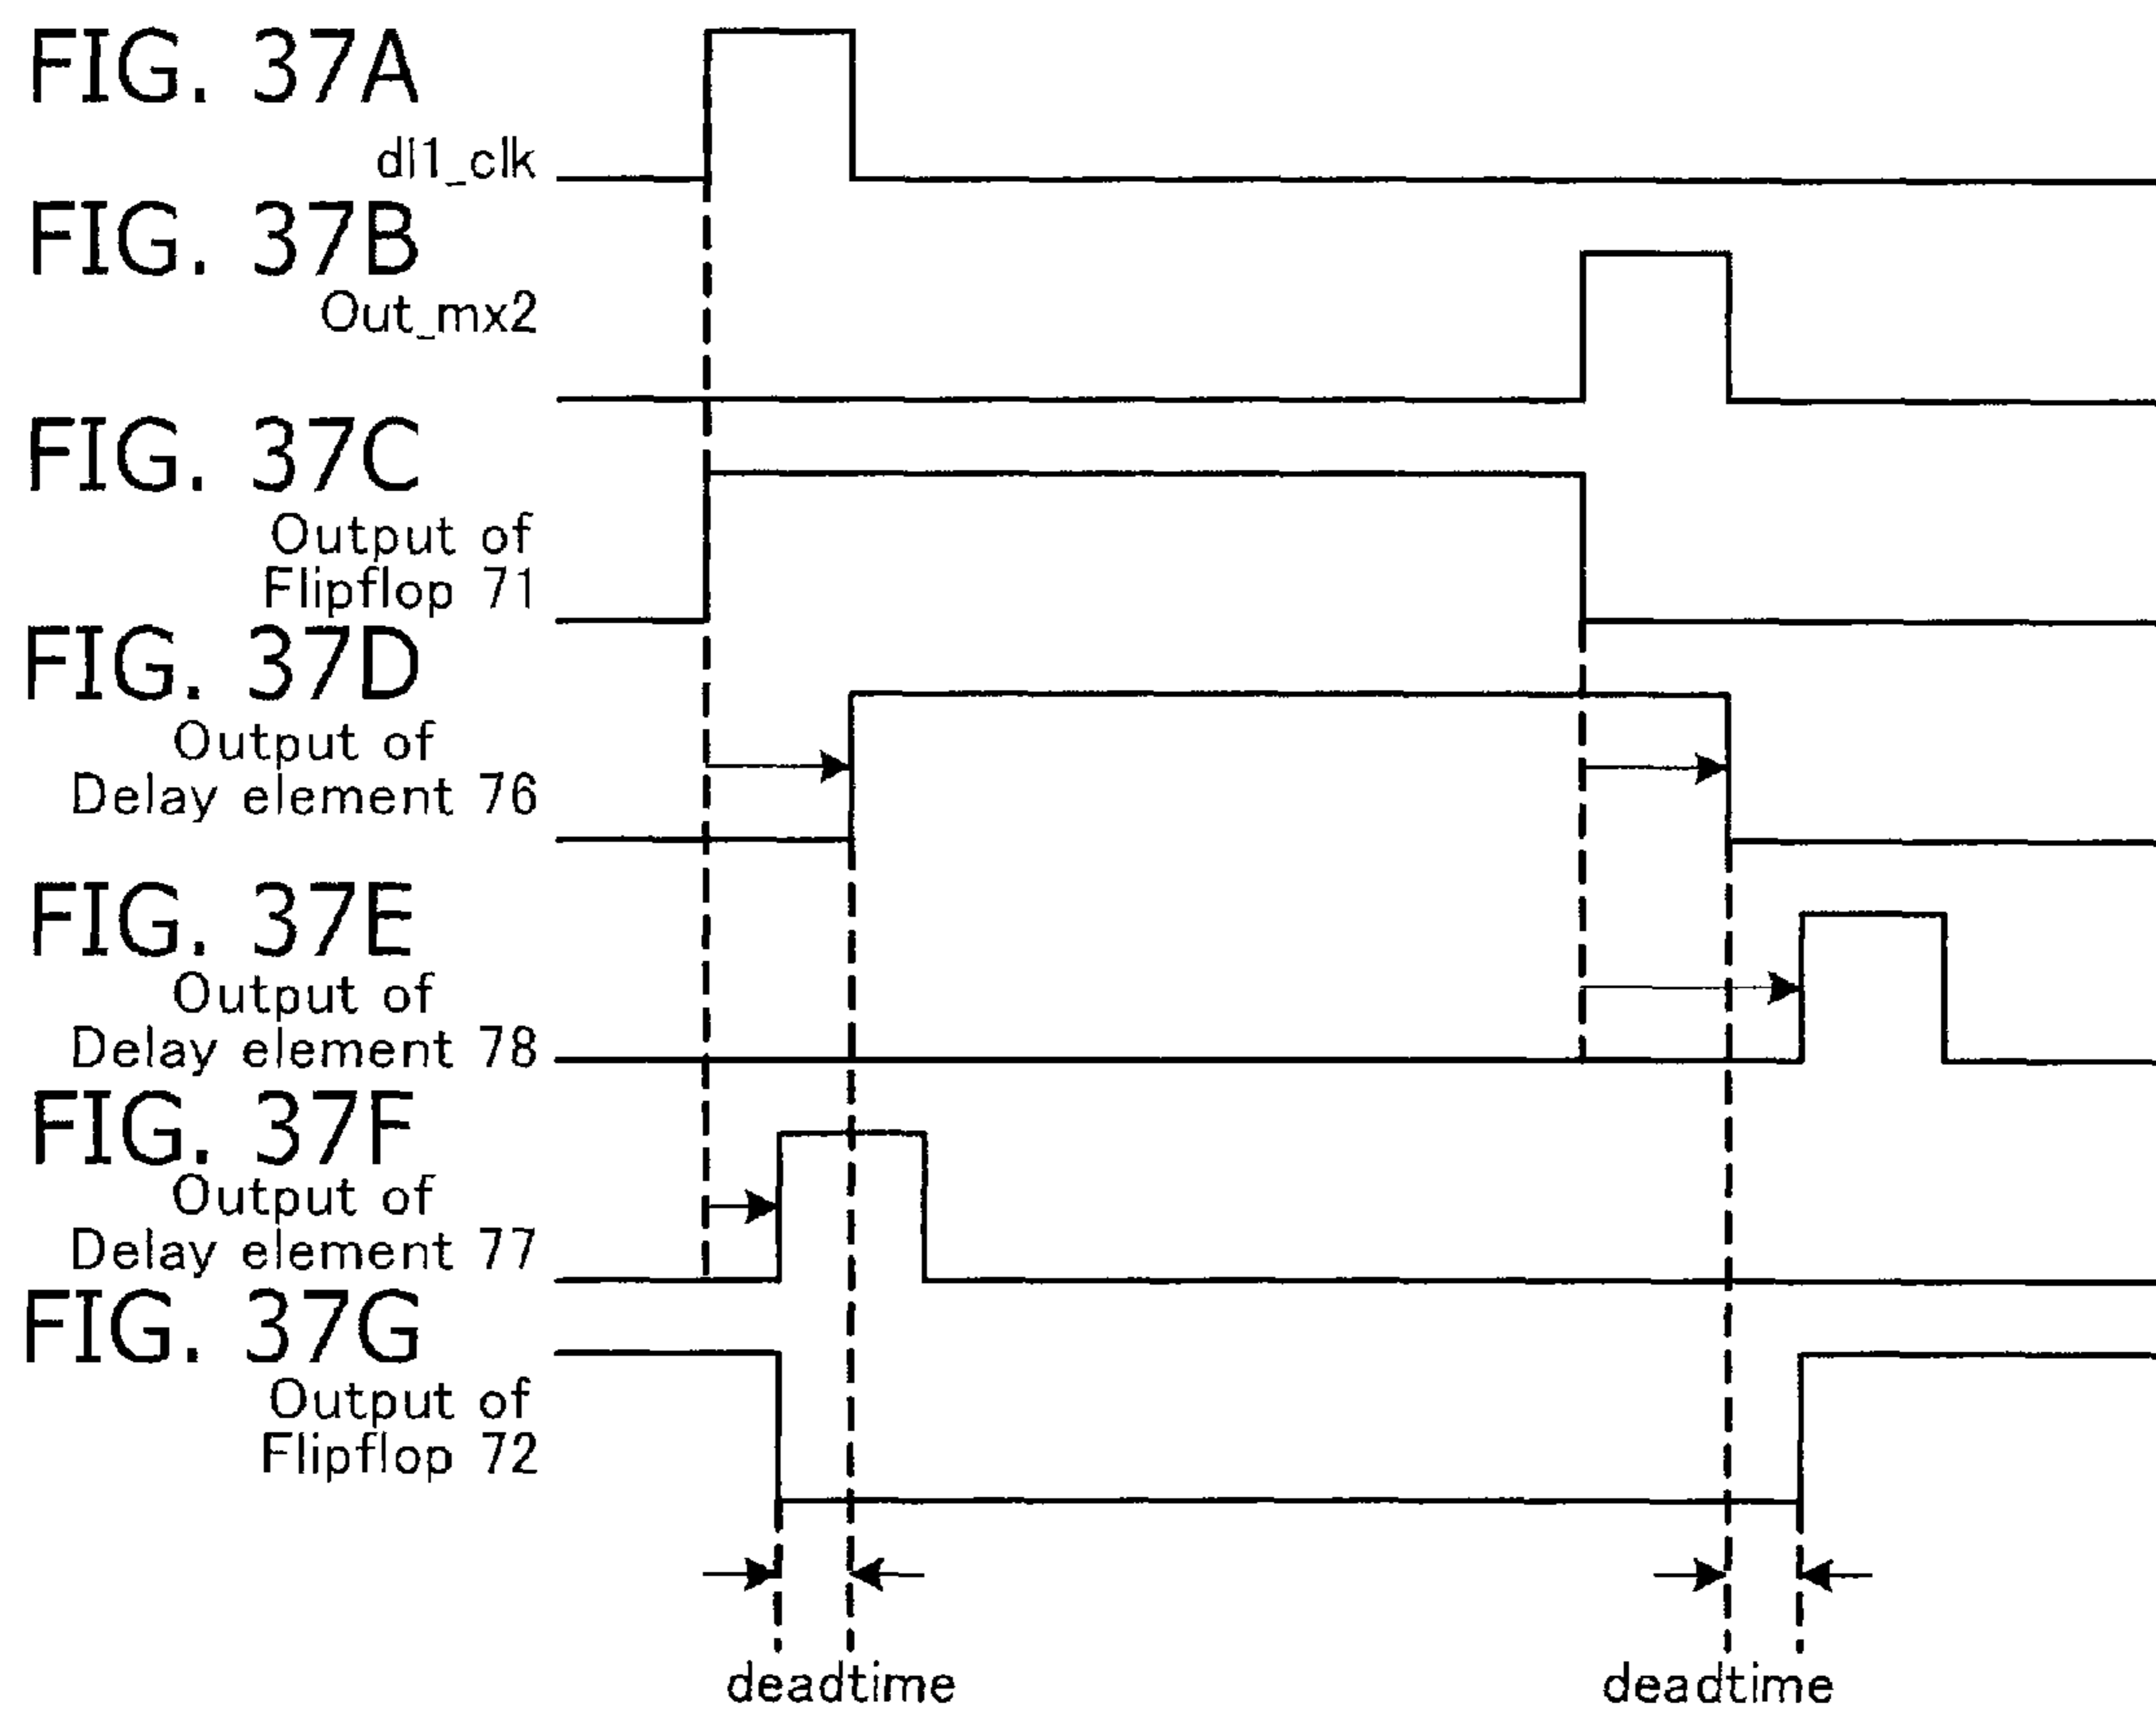 FIG. 37A
dl1_clk
FIG. 37B
Out_mx2
FIG. 37C
Output of
Flipflop 71
FIG. 37D
Output of
Delay element 76
FIG. 37E
Output of
Delay element 78
FIG. 37F
Output of
Delay element 77
FIG. 37G
Output of
Flipflop 72
deadtime
deadtime